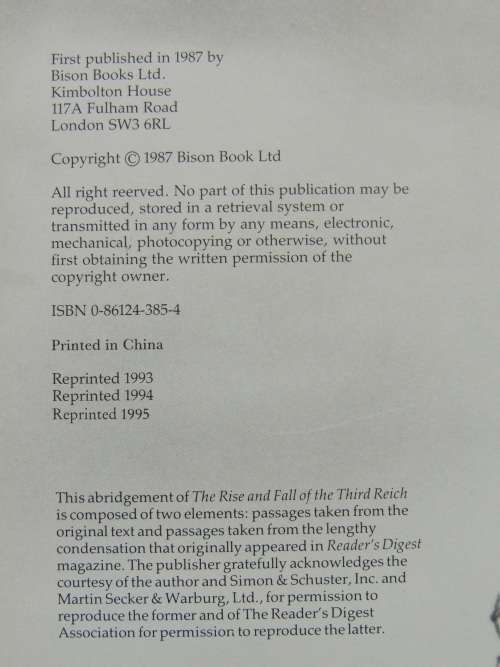 First published in 1987 by
Bison Books Ltd.
Kimbolton House
117A Fulham Road
London SW3 6RL
Copyright © 1987 Bison Book Ltd
All right reerved. No part of this publication may be
reproduced, stored in a retrieval system or
transmitted in any form by any means, electronic,
mechanical, photocopying or otherwise, without
first obtaining the written permission of the
copyright owner.
ISBN 0-86124-385-4
Printed in China
Reprinted 1993
Reprinted 1994
Reprinted 1995
This abridgement of The Rise and Fall of the Third Reich
is composed of two elements: passages taken from the
original text and passages taken from the lengthy
condensation that originally appeared in Reader's Digest
magazine. The publisher gratefully acknowledges the
courtesy of the author and Simon & Schuster, Inc. and
Martin Secker & Warburg, Ltd., for permission to
reproduce the former and of The Reader's Digest
Association for permission to reproduce the latter.